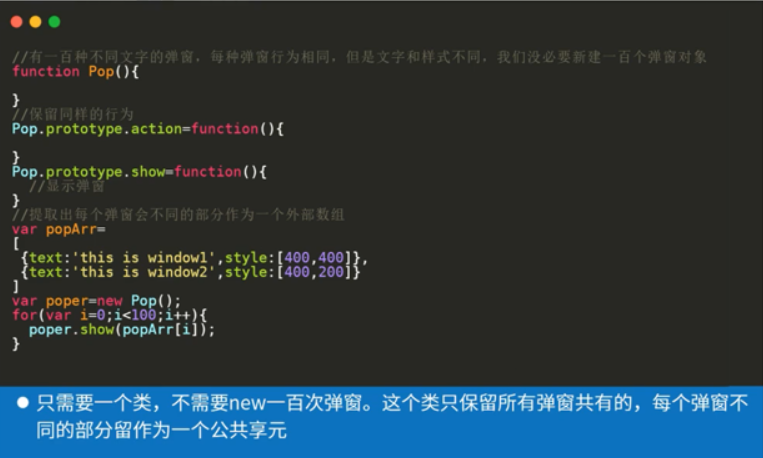 //有一百种不同文字的弹窗，每种弹窗行为相同，但是文字和样式不同，我们没必要新建一百个弹窗对象
function Pop(){
}
//保留同样的行为
Pop.prototype.action=function(){
}
Pop.prototype.show=function(){
//显示弹窗
}
//提取出每个弹窗会不同的部分作为一个外部数组
var popArr=
[
{text:'this is window1',style:[400,400]},
{text:'this is window2',style:[400,200]}
]
var poper=new Pop();
for(var i=0;i<100;i++){
poper.show(popArr[i]);
}
只需要一个类，不需要new一百次弹窗。这个类只保留所有弹窗共有的，每个弹窗不
同的部分留作为一个公共享元